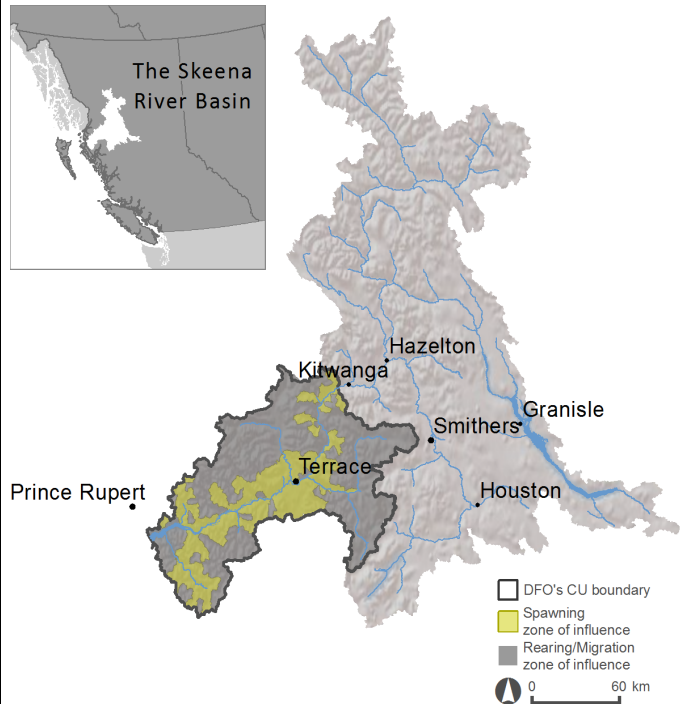 The Skeena
River Basin
Hazelton
Kitwanga
Granisle
Smithers
Terrace
Prince Rupert
Houston
DFO's CU boundary
Spawning
zone of influence
Rearing/Migration
zone of influence
0 60 km